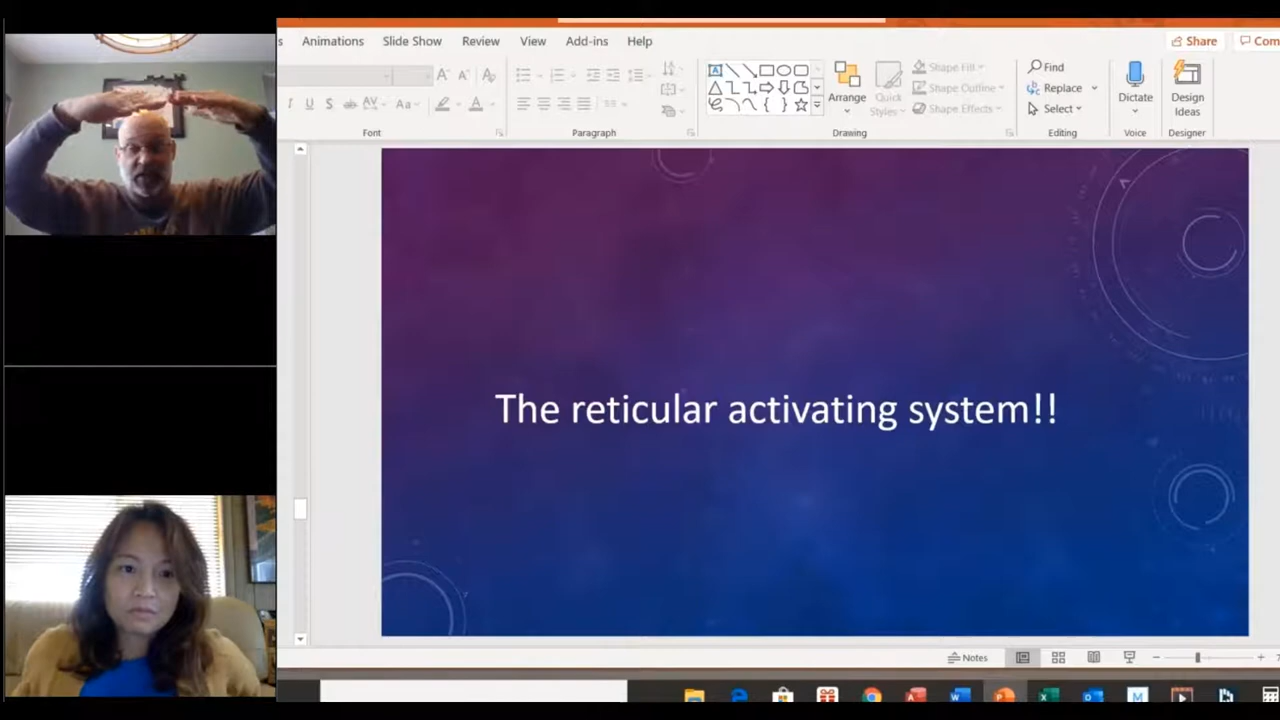 s Animations Slide Show Review View Add-ins Help Share Com
Shape Fill Find
Arrange Quick Styles Shape Outline Replace Dictate Design Ideas
Shape Effects Select
Font Paragraph Drawing Editing Voice Designer
The reticular activating system!!
Notes 7